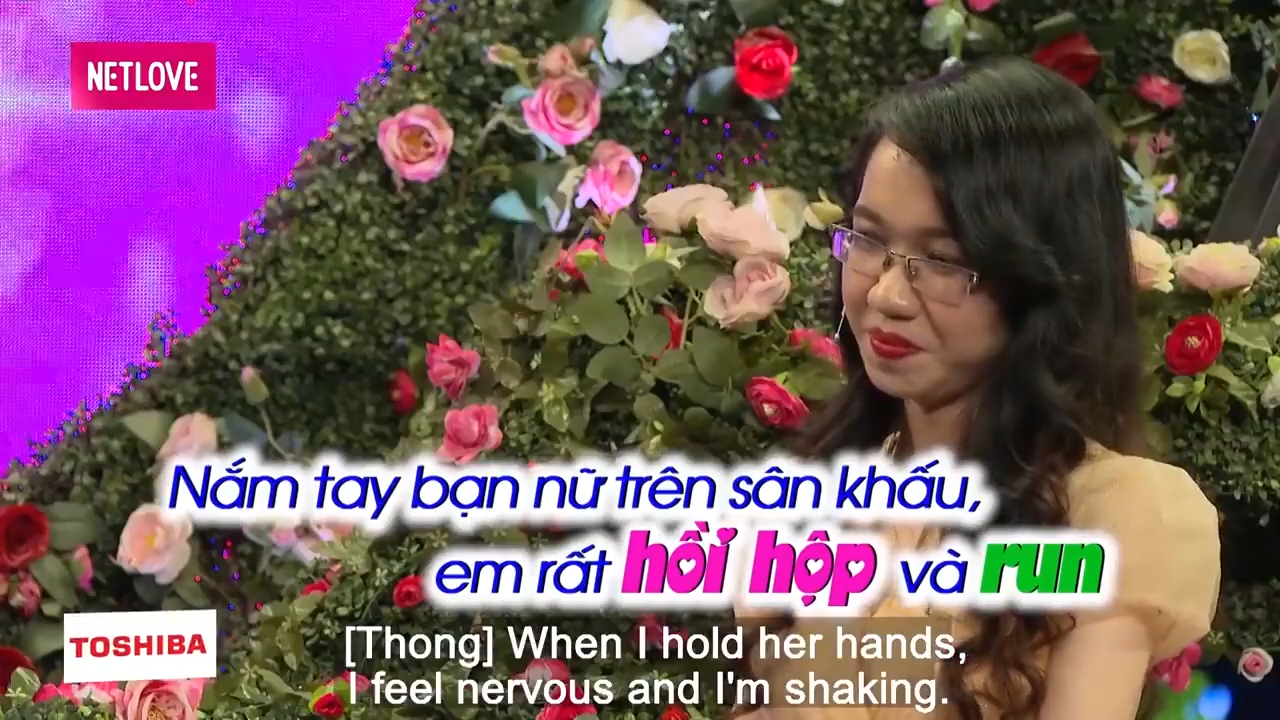 NETLOVE
Nắm tay bạn nữ trên sân khấu,
em rất hồi hộp và run
TOSHIBA
[Thong] When I hold her hands,
I feel nervous and I'm shaking.